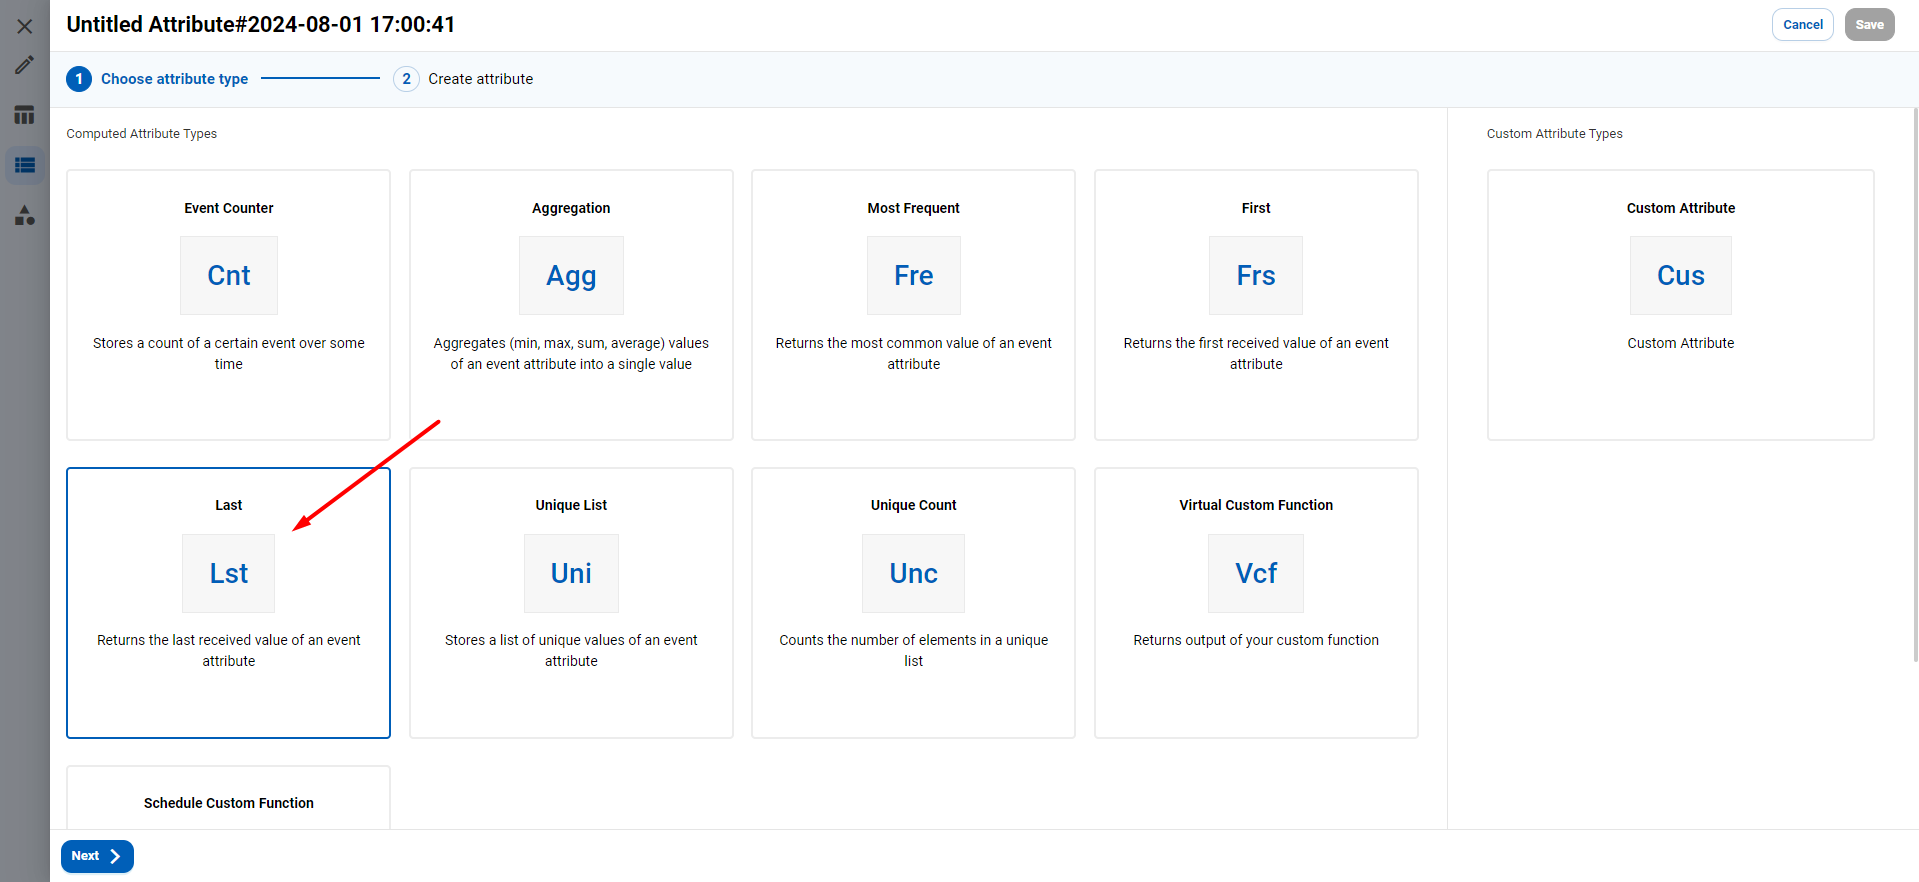 Untitled Attribute#2024-08-01 17:00:41
Cancel
Save
1 Choose attribute type
2 Create attribute
Computed Attribute Types
Custom Attribute Types
Event Counter
Cnt
Stores a count of a certain event over some
time
Aggregation
Agg
Aggregates (min, max, sum, average) values
of an event attribute into a single value
Most Frequent
Fre
Returns the most common value of an event
attribute
First
Frs
Returns the first received value of an event
attribute
Custom Attribute
Cus
Custom Attribute
Last
Lst
Returns the last received value of an event
attribute
Unique List
Uni
Stores a list of unique values of an event
attribute
Unique Count
Unc
Counts the number of elements in a unique
list
Virtual Custom Function
Vcf
Returns output of your custom function
Schedule Custom Function
Next